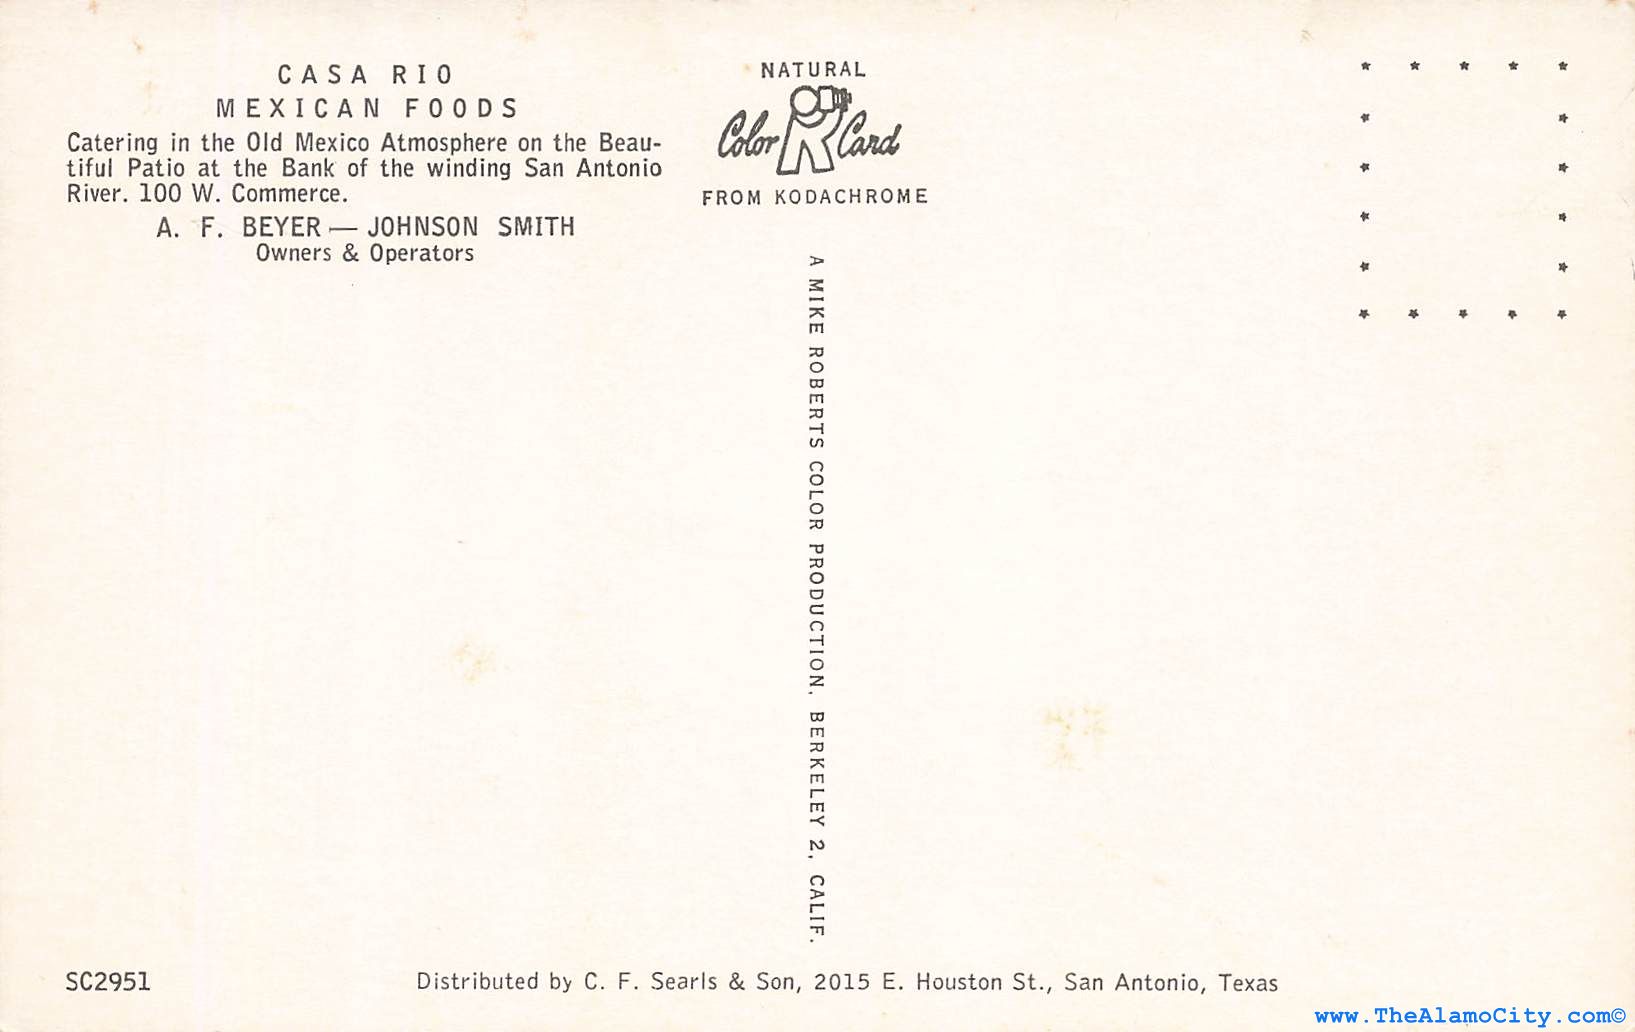 CASA RIO
MEXICAN FOODS
Catering in the Old Mexico Atmosphere on the Beau-
tiful Patio at the Bank of the winding San Antonio
River. 100 W. Commerce.
A. F. BEYER — JOHNSON SMITH
Owners & Operators
NATURAL
Color R Card
FROM KODACHROME
A MIKE ROBERTS COLOR PRODUCTION, BERKELEY 2, CALIF.
SC2951
Distributed by C. F. Searls & Son, 2015 E. Houston St., San Antonio, Texas
www.TheAlamoCity.com©